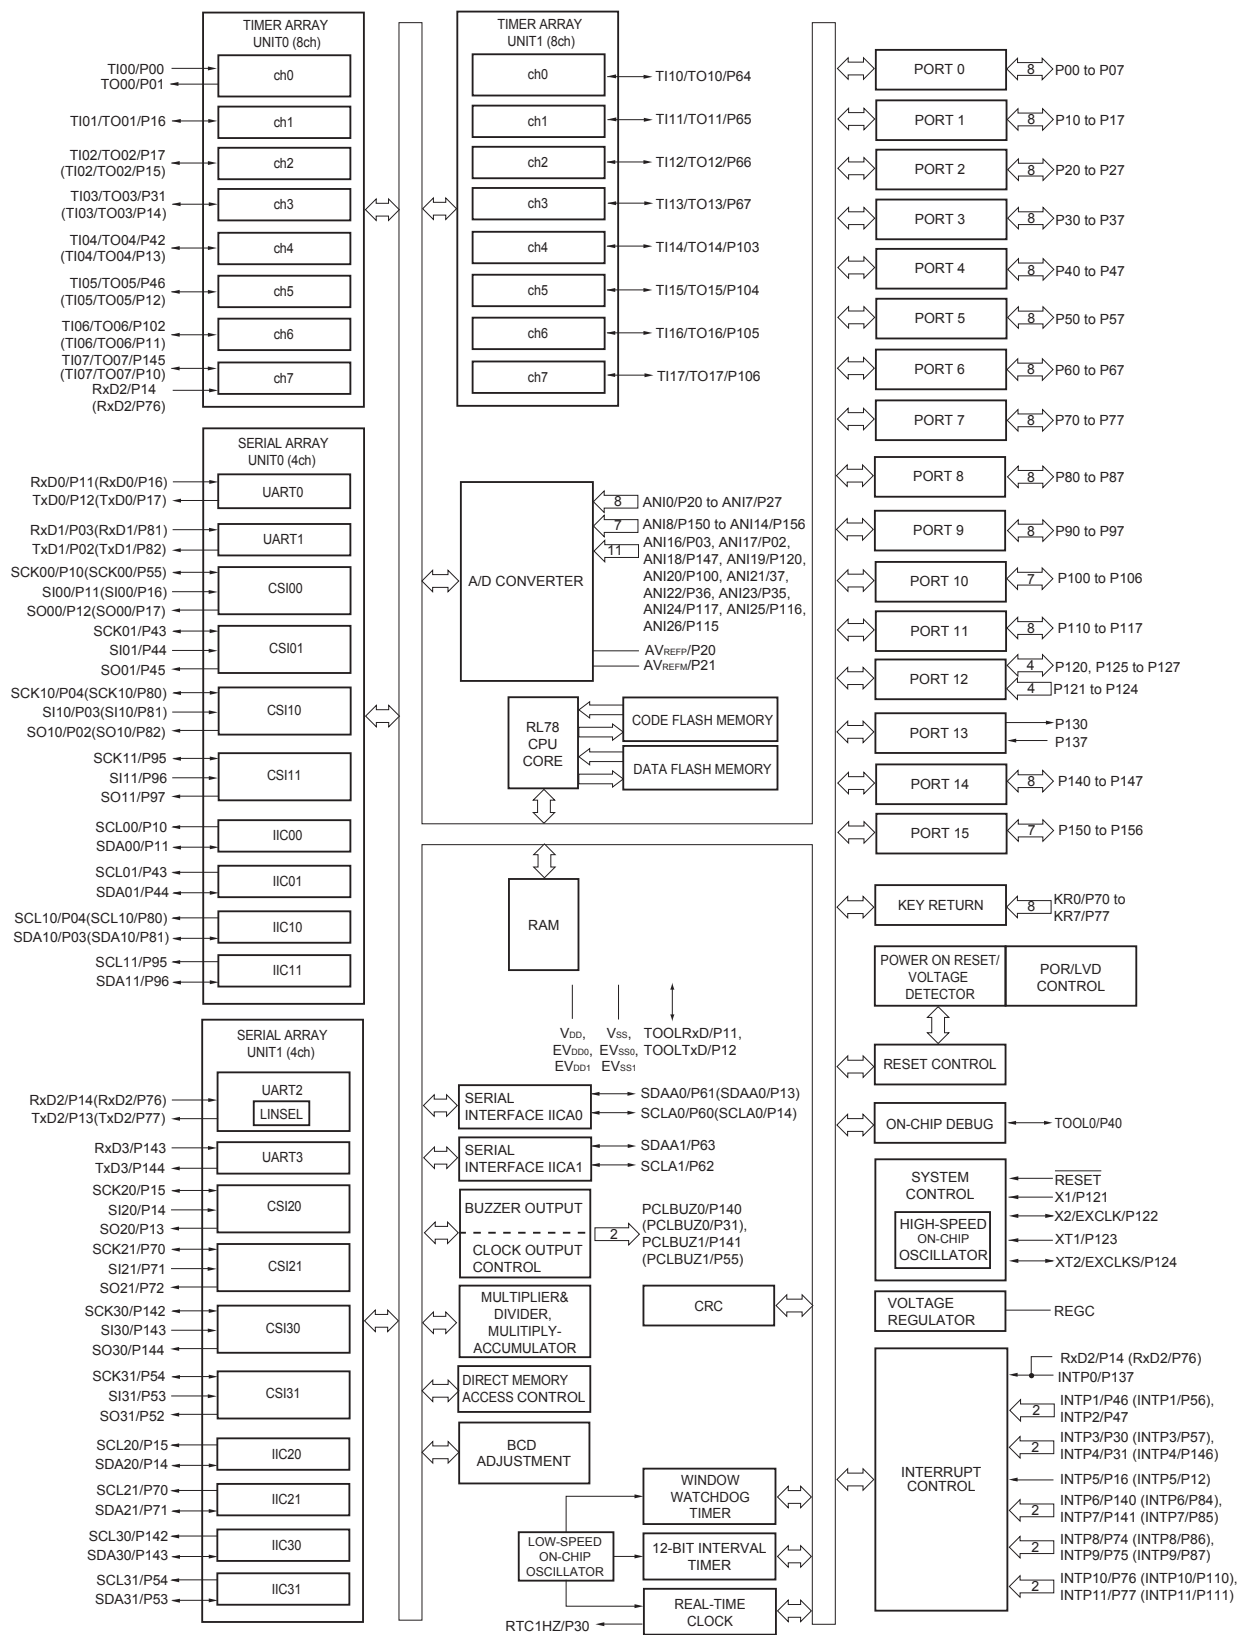 TIMER ARRAY
UNIT0 (8ch)
ch0
TI00/P00
TO00/P01
ch1
TI01/TO01/P16
ch2
TI02/TO02/P17
(TI02/TO02/P15)
ch3
TI03/TO03/P31
(TI03/TO03/P14)
ch4
TI04/TO04/P42
(TI04/TO04/P13)
ch5
TI05/TO05/P46
(TI05/TO05/P12)
ch6
TI06/TO06/P102
(TI06/TO06/P11)
ch7
TI07/TO07/P145
(TI07/TO07/P10)
RxD2/P14
(RxD2/P76)
SERIAL ARRAY
UNIT0 (4ch)
UART0
RxD0/P11(RxD0/P16)
TxD0/P12(TxD0/P17)
UART1
RxD1/P03(RxD1/P81)
TxD1/P02(TxD1/P82)
CSI00
SCK00/P10(SCK00/P55)
SI00/P11(SI00/P16)
SO00/P12(SO00/P17)
CSI01
SCK01/P43
SI01/P44
SO01/P45
CSI10
SCK10/P04(SCK10/P80)
SI10/P03(SI10/P81)
SO10/P02(SO10/P82)
CSI11
SCK11/P95
SI11/P96
SO11/P97
IIC00
SCL00/P10
SDA00/P11
IIC01
SCL01/P43
SDA01/P44
IIC10
SCL10/P04(SCL10/P80)
SDA10/P03(SDA10/P81)
IIC11
SCL11/P95
SDA11/P96
SERIAL ARRAY
UNIT1 (4ch)
UART2
LINSEL
RxD2/P14(RxD2/P76)
TxD2/P13(TxD2/P77)
UART3
RxD3/P143
TxD3/P144
CSI20
SCK20/P15
SI20/P14
SO20/P13
CSI21
SCK21/P70
SI21/P71
SO21/P72
CSI30
SCK30/P142
SI30/P143
SO30/P144
CSI31
SCK31/P54
SI31/P53
SO31/P52
IIC20
SCL20/P15
SDA20/P14
IIC21
SCL21/P70
SDA21/P71
IIC30
SCL30/P142
SDA30/P143
IIC31
SCL31/P54
SDA31/P53
TIMER ARRAY
UNIT1 (8ch)
ch0
TI10/TO10/P64
ch1
TI11/TO11/P65
ch2
TI12/TO12/P66
ch3
TI13/TO13/P67
ch4
TI14/TO14/P103
ch5
TI15/TO15/P104
ch6
TI16/TO16/P105
ch7
TI17/TO17/P106
A/D CONVERTER
8 ANI0/P20 to ANI7/P27
7 ANI8/P150 to ANI14/P156
11 ANI16/P03, ANI17/P02,
ANI18/P147, ANI19/P120,
ANI20/P100, ANI21/37,
ANI22/P36, ANI23/P35,
ANI24/P117, ANI25/P116,
ANI26/P115
AVREFP/P20
AVREFM/P21
RL78
CPU
CORE
CODE FLASH MEMORY
DATA FLASH MEMORY
RAM
VDD,
EVDD0,
EVDD1
VSS,
EVSS0,
EVSS1
TOOLRxD/P11,
TOOLTxD/P12
SERIAL
INTERFACE IICA0
SDAA0/P61(SDAA0/P13)
SCLA0/P60(SCLA0/P14)
SERIAL
INTERFACE IICA1
SDAA1/P63
SCLA1/P62
BUZZER OUTPUT
CLOCK OUTPUT
CONTROL
2
PCLBUZ0/P140
(PCLBUZ0/P31),
PCLBUZ1/P141
(PCLBUZ1/P55)
MULTIPLIER&
DIVIDER,
MULITIPLY-
ACCUMULATOR
CRC
DIRECT MEMORY
ACCESS CONTROL
BCD
ADJUSTMENT
WINDOW
WATCHDOG
TIMER
LOW-SPEED
ON-CHIP
OSCILLATOR
12-BIT INTERVAL
TIMER
REAL-TIME
CLOCK
RTC1HZ/P30
PORT 0
8 P00 to P07
PORT 1
8 P10 to P17
PORT 2
8 P20 to P27
PORT 3
8 P30 to P37
PORT 4
8 P40 to P47
PORT 5
8 P50 to P57
PORT 6
8 P60 to P67
PORT 7
8 P70 to P77
PORT 8
8 P80 to P87
PORT 9
8 P90 to P97
PORT 10
7 P100 to P106
PORT 11
8 P110 to P117
PORT 12
4 P120, P125 to P127
4 P121 to P124
PORT 13
P130
P137
PORT 14
8 P140 to P147
PORT 15
7 P150 to P156
KEY RETURN
8 KR0/P70 to
KR7/P77
POWER ON RESET/
VOLTAGE
DETECTOR
POR/LVD
CONTROL
RESET CONTROL
ON-CHIP DEBUG
TOOL0/P40
SYSTEM
CONTROL
HIGH-SPEED
ON-CHIP
OSCILLATOR
RESET
X1/P121
X2/EXCLK/P122
XT1/P123
XT2/EXCLKS/P124
VOLTAGE
REGULATOR
REGC
INTERRUPT
CONTROL
RxD2/P14 (RxD2/P76)
INTP0/P137
2 INTP1/P46 (INTP1/P56),
INTP2/P47
2 INTP3/P30 (INTP3/P57),
INTP4/P31 (INTP4/P146)
INTP5/P16 (INTP5/P12)
2 INTP6/P140 (INTP6/P84),
INTP7/P141 (INTP7/P85)
2 INTP8/P74 (INTP8/P86),
INTP9/P75 (INTP9/P87)
2 INTP10/P76 (INTP10/P110),
INTP11/P77 (INTP11/P111)